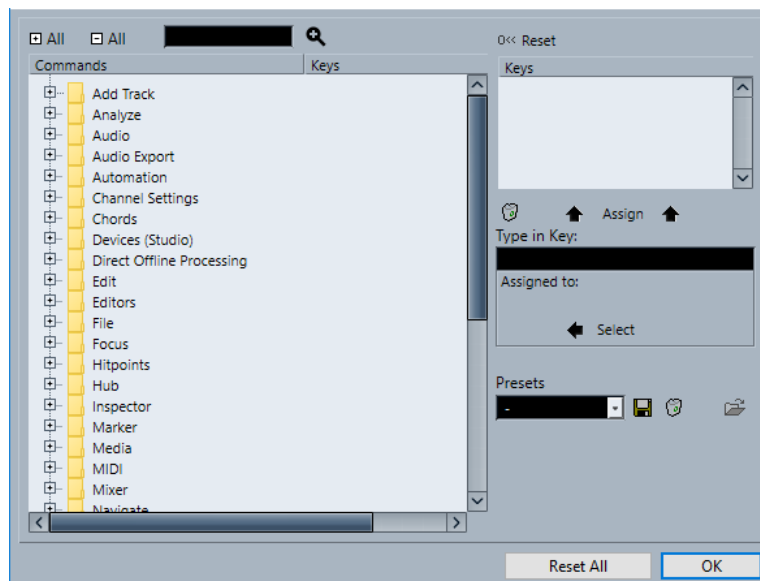 All All
Commands Keys
Add Track
Analyze
Audio
Audio Export
Automation
Channel Settings
Chords
Devices (Studio)
Direct Offline Processing
Edit
Editors
File
Focus
Hitpoints
Hub
Inspector
Marker
Media
MIDI
Mixer
Navigate
0<< Reset
Keys
Assign
Type in Key:
Assigned to:
Select
Presets
-
Reset All OK